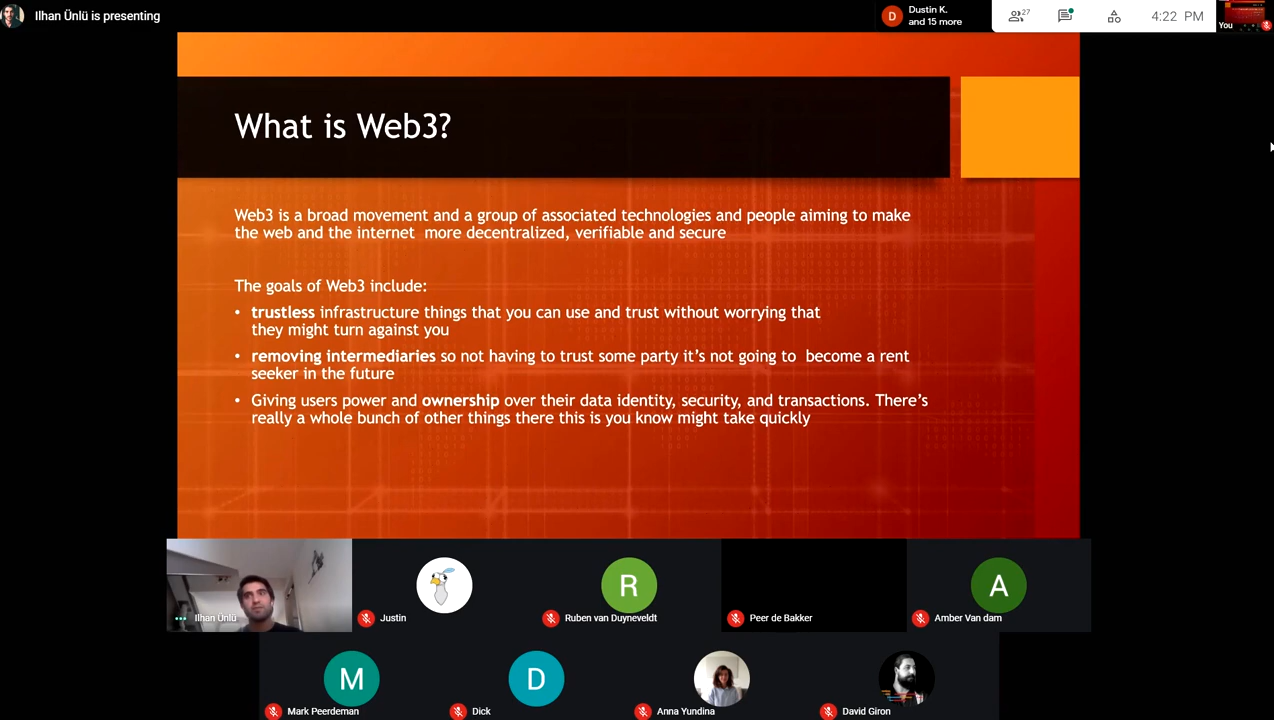 Ilhan Ünlü is presenting
Dustin K.
and 15 more
D
27
4:22 PM
You
What is Web3?
Web3 is a broad movement and a group of associated technologies and people aiming to make
the web and the internet more decentralized, verifiable and secure
The goals of Web3 include:
• trustless infrastructure things that you can use and trust without worrying that
they might turn against you
• removing intermediaries so not having to trust some party it's not going to become a rent
seeker in the future
• Giving users power and ownership over their data identity, security, and transactions. There's
really a whole bunch of other things there this is you know might take quickly
Ilhan Ünlü
Justin
R
Ruben van Duyneveldt
Peer de Bakker
A
Amber Van dam
M
Mark Peerdeman
D
Dick
Anna Yundina
David Giron